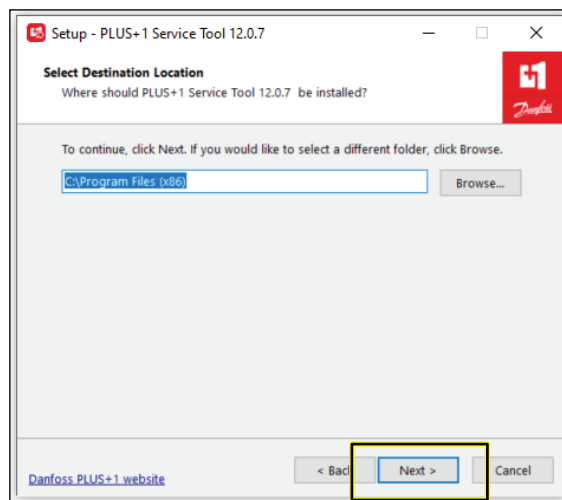 Setup - PLUS+1 Service Tool 12.0.7
Select Destination Location
Where should PLUS+1 Service Tool 12.0.7 be installed?
Danfoss
To continue, click Next. If you would like to select a different folder, click Browse.
C:\Program Files (x86)
Browse...
< Bac
Next >
Cancel
Danfoss PLUS+1 website